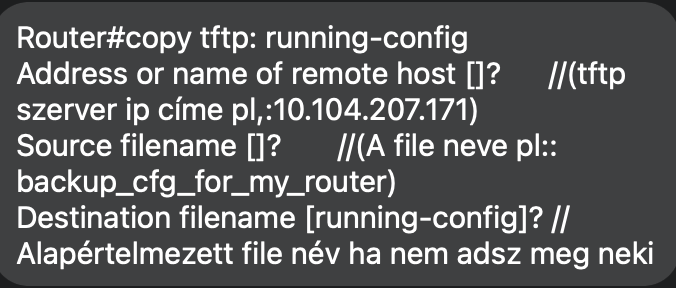 Router#copy tftp: running-config
Address or name of remote host []? //(tftp
szerver ip címe pl,:10.104.207.171)
Source filename []? //(A file neve pl::
backup_cfg_for_my_router)
Destination filename [running-config]? //
Alapértelmezett file név ha nem adsz meg neki